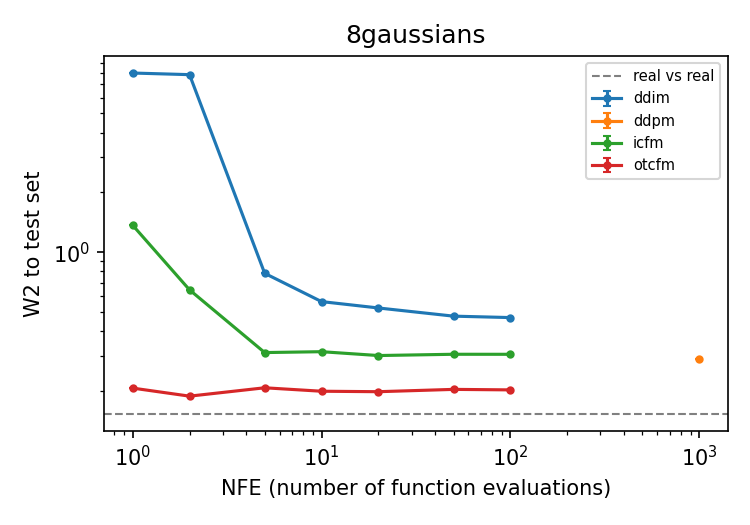 8gaussians
real vs real
ddim
ddpm
icfm
otcfm
W2 to test set
10⁰
10⁰ 10¹ 10² 10³
NFE (number of function evaluations)